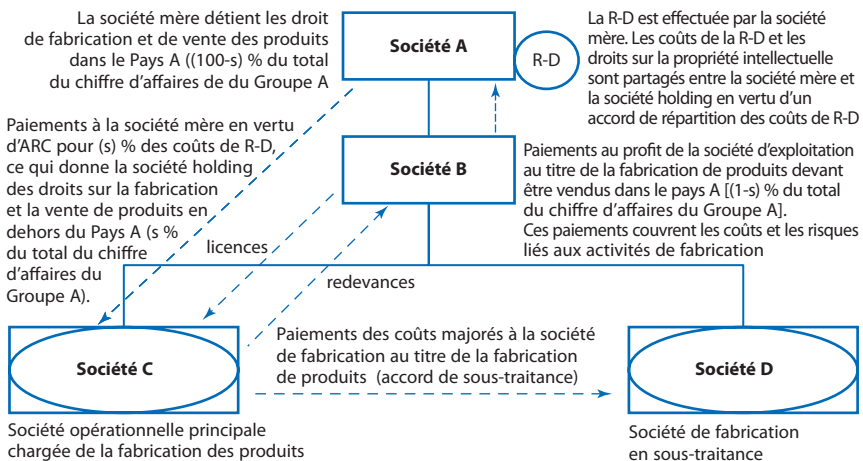 La société mère détient les droit
de fabrication et de vente des produits
dans le Pays A ((100-s) % du total
du chiffre d'affaires de du Groupe A
Société A
R-D
La R-D est effectuée par la société
mère. Les coûts de la R-D et les
droits sur la propriété intellectuelle
sont partagés entre la société mère et
la société holding en vertu d'un
accord de répartition des coûts de R-D
Paiements à la société mère en vertu
d'ARC pour (s) % des coûts de R-D,
ce qui donne la société holding
des droits sur la fabrication
et la vente de produits en
dehors du Pays A (s %
du total du chiffre
d'affaires du
Groupe A).
Société B
Paiements au profit de la société d'exploitation
au titre de la fabrication de produits devant
être vendus dans le pays A [(1-s) % du total
du chiffre d'affaires du Groupe A].
Ces paiements couvrent les coûts et les risques
liés aux activités de fabrication
licences
redevances
Société C
Paiements des coûts majorés à la société
de fabrication au titre de la fabrication
de produits (accord de sous-traitance)
Société D
Société opérationnelle principale
chargée de la fabrication des produits
Société de fabrication
en sous-traitance